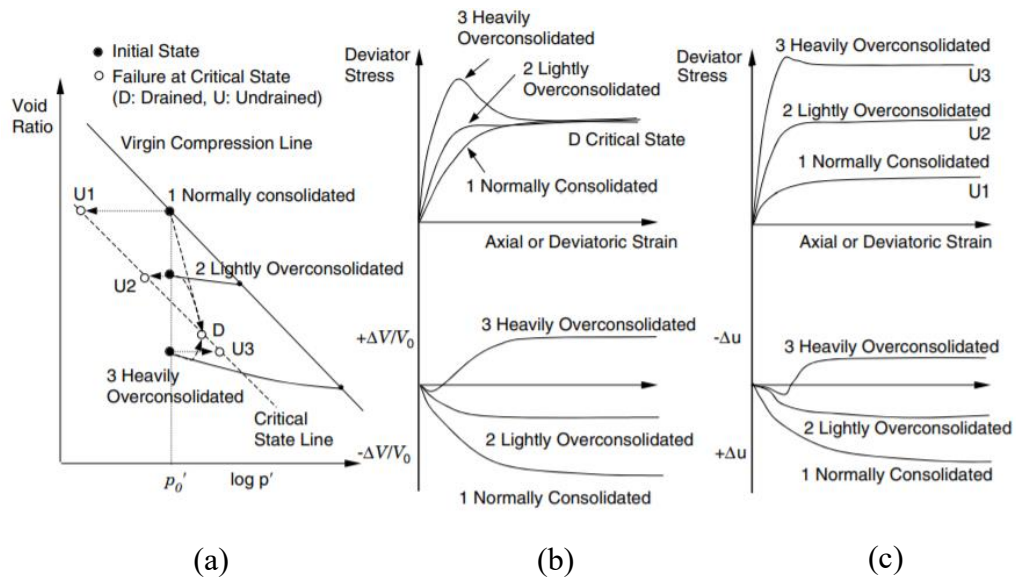 ● Initial State
○ Failure at Critical State
(D: Drained, U: Undrained)
Void
Ratio
Virgin Compression Line
U1
1 Normally consolidated
2 Lightly Overconsolidated
U2
D
U3
3 Heavily
Overconsolidated
Critical
State Line
p0'
log p'
(a)
Deviator
Stress
3 Heavily
Overconsolidated
2 Lightly
Overconsolidated
D Critical State
1 Normally Consolidated
Axial or Deviatoric Strain
+ΔV/V0
3 Heavily Overconsolidated
2 Lightly Overconsolidated
-ΔV/V0
1 Normally Consolidated
(b)
Deviator
Stress
3 Heavily Overconsolidated
U3
2 Lightly Overconsolidated
U2
1 Normally Consolidated
U1
Axial or Deviatoric Strain
-Δu
3 Heavily Overconsolidated
2 Lightly Overconsolidated
+Δu
1 Normally Consolidated
(c)